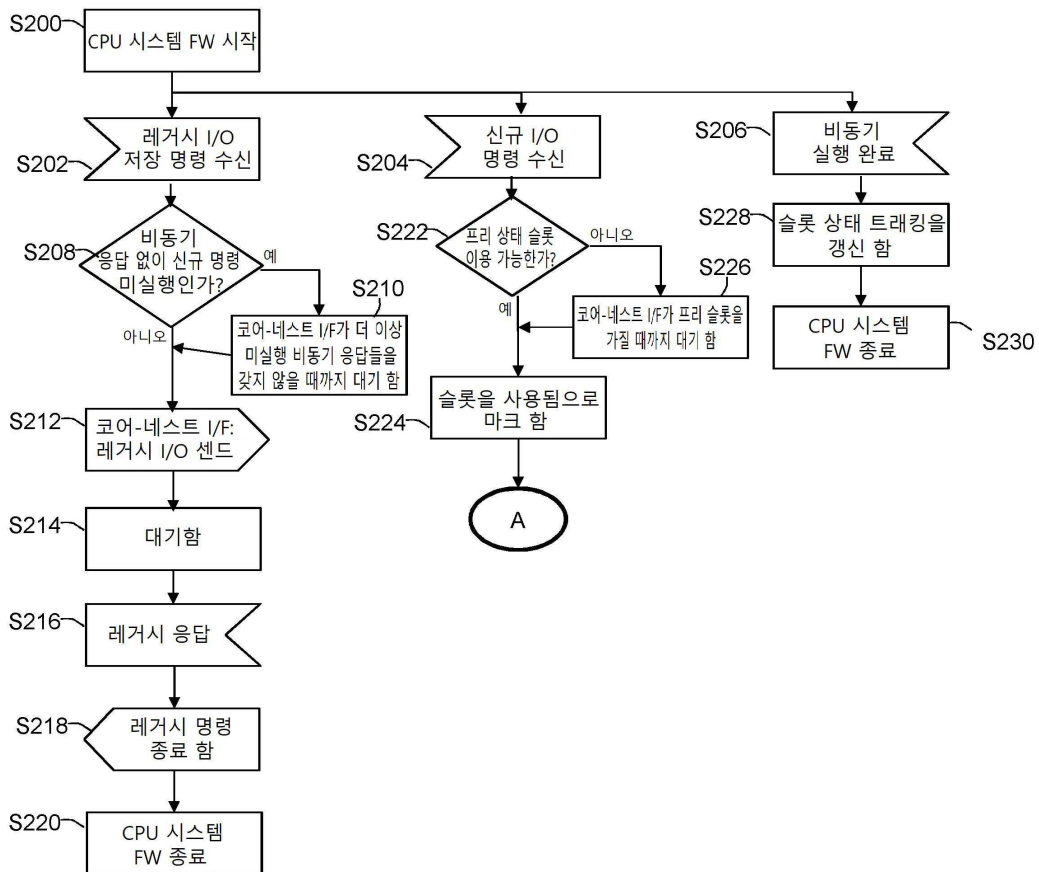 S200
CPU 시스템 FW 시작
S202
레거시 I/O
저장 명령 수신
S204
신규 I/O
명령 수신
S206
비동기
실행 완료
S208
비동기
응답 없이 신규 명령
미실행인가?
예
아니오
S210
코어-네스트 I/F가 더 이상
미실행 비동기 응답들을
갖지 않을 때까지 대기 함
S222
프리 상태 슬롯
이용 가능한가?
아니오
예
S226
코어-네스트 I/F가 프리 슬롯을
가질 때까지 대기 함
S228
슬롯 상태 트래킹을
갱신 함
CPU 시스템
FW 종료
S230
S224
슬롯을 사용됨으로
마크 함
A
S212
코어-네스트 I/F:
레거시 I/O 센드
S214
대기함
S216
레거시 응답
S218
레거시 명령
종료 함
S220
CPU 시스템
FW 종료